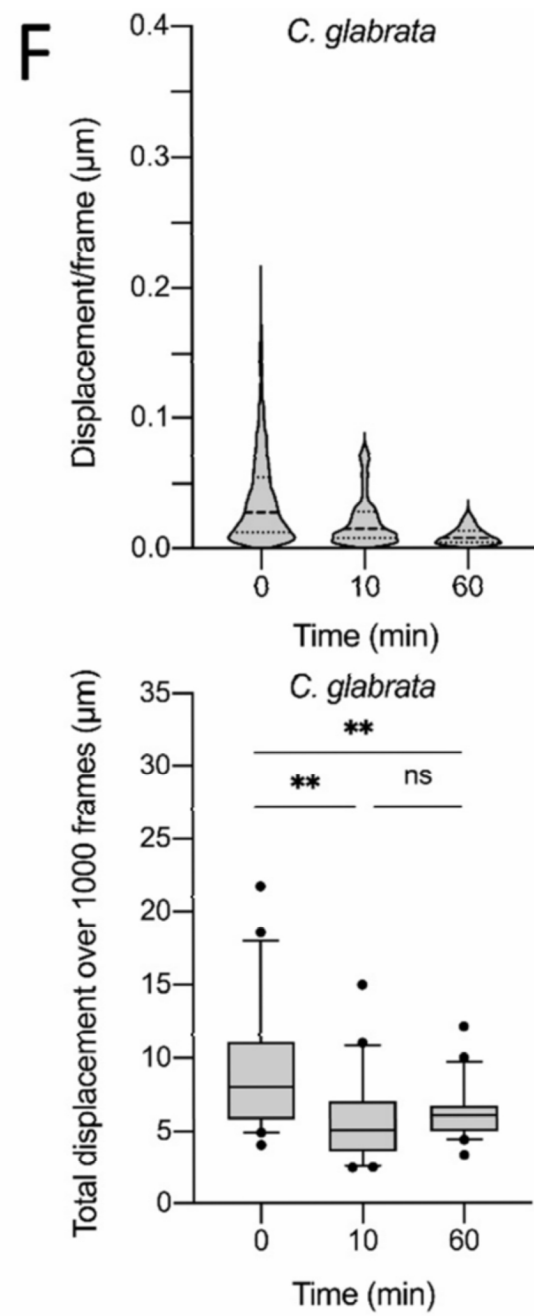 F
C. glabrata
Displacement/frame (µm)
0.4
0.3
0.2
0.1
0.0
0 10 60
Time (min)
C. glabrata
Total displacement over 1000 frames (µm)
35
30
25
20
15
10
5
0
**
** ns
0 10 60
Time (min)